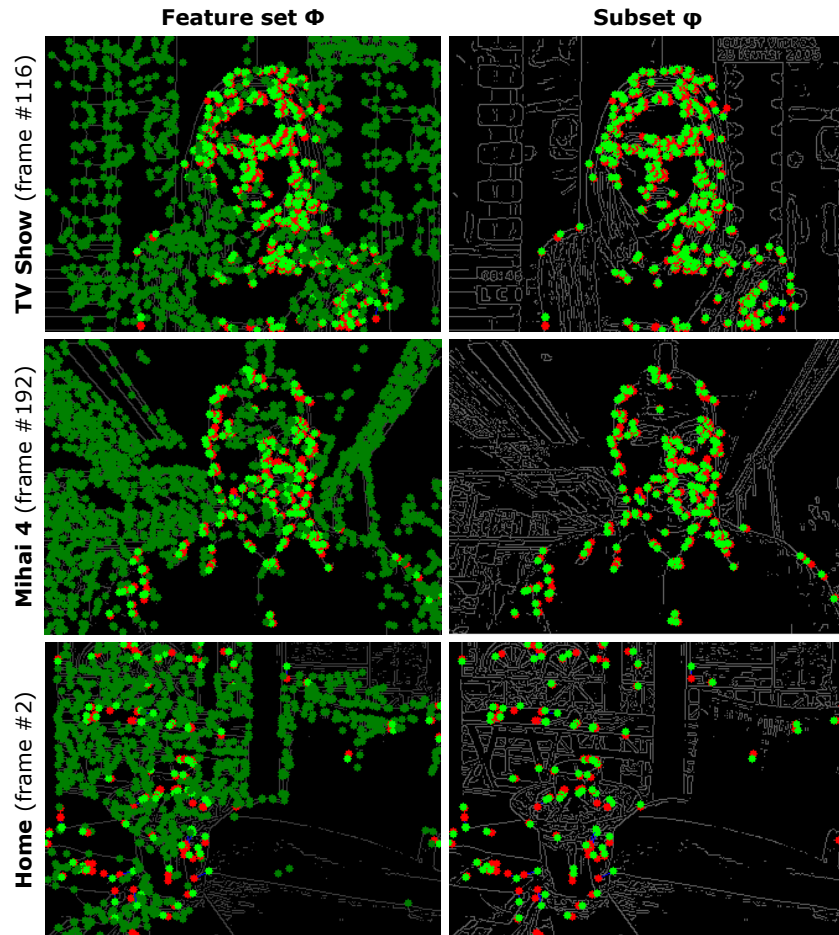 Feature set Φ
Subset φ
TV Show (frame #116)
Mihai 4 (frame #192)
Home (frame #2)